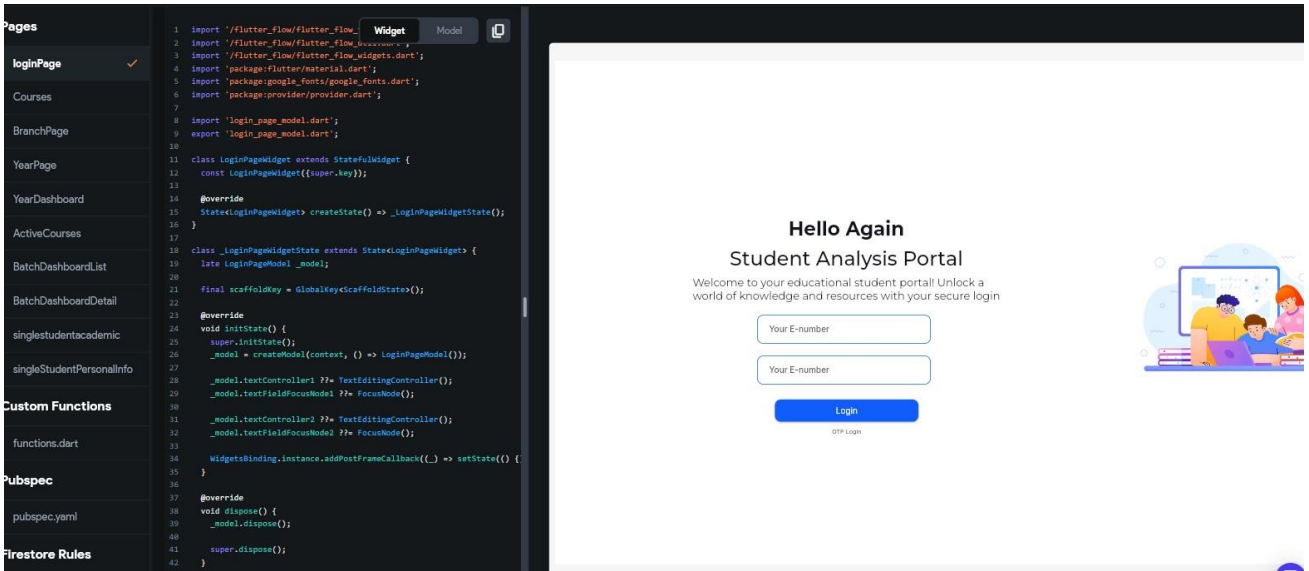 Pages
loginPage
Courses
BranchPage
YearPage
YearDashboard
ActiveCourses
BatchDashboardList
BatchDashboardDetail
singlestudentacademic
singleStudentPersonalInfo
Custom Functions
functions.dart
Pubspec
pubspec.yaml
Firestore Rules
Widget Model
1 import '/flutter_flow/flutter_flow_
2 import '/flutter_flow/flutter_flow_util.dart';
3 import '/flutter_flow/flutter_flow_widgets.dart';
4 import 'package:flutter/material.dart';
5 import 'package:google_fonts/google_fonts.dart';
6 import 'package:provider/provider.dart';
7
8 import 'login_page_model.dart';
9 export 'login_page_model.dart';
10
11 class LoginPageWidget extends StatefulWidget {
12 const LoginPageWidget({super.key});
13
14 @override
15 State<LoginPageWidget> createState() => _LoginPageWidgetState();
16 }
17
18 class _LoginPageWidgetState extends State<LoginPageWidget> {
19 late LoginPageModel _model;
20
21 final scaffoldKey = GlobalKey<ScaffoldState>();
22
23 @override
24 void initState() {
25 super.initState();
26 _model = createModel(context, () => LoginPageModel());
27
28 _model.textController1 ??= TextEditingController();
29 _model.textFieldFocusNode1 ??= FocusNode();
30
31 _model.textController2 ??= TextEditingController();
32 _model.textFieldFocusNode2 ??= FocusNode();
33
34 WidgetsBinding.instance.addPostFrameCallback((_) => setState(() {
35 }
36
37 @override
38 void dispose() {
39 _model.dispose();
40
41 super.dispose();
42 }
Hello Again
Student Analysis Portal
Welcome to your educational student portal! Unlock a
world of knowledge and resources with your secure login
Your E-number
Your E-number
Login
OTP Login